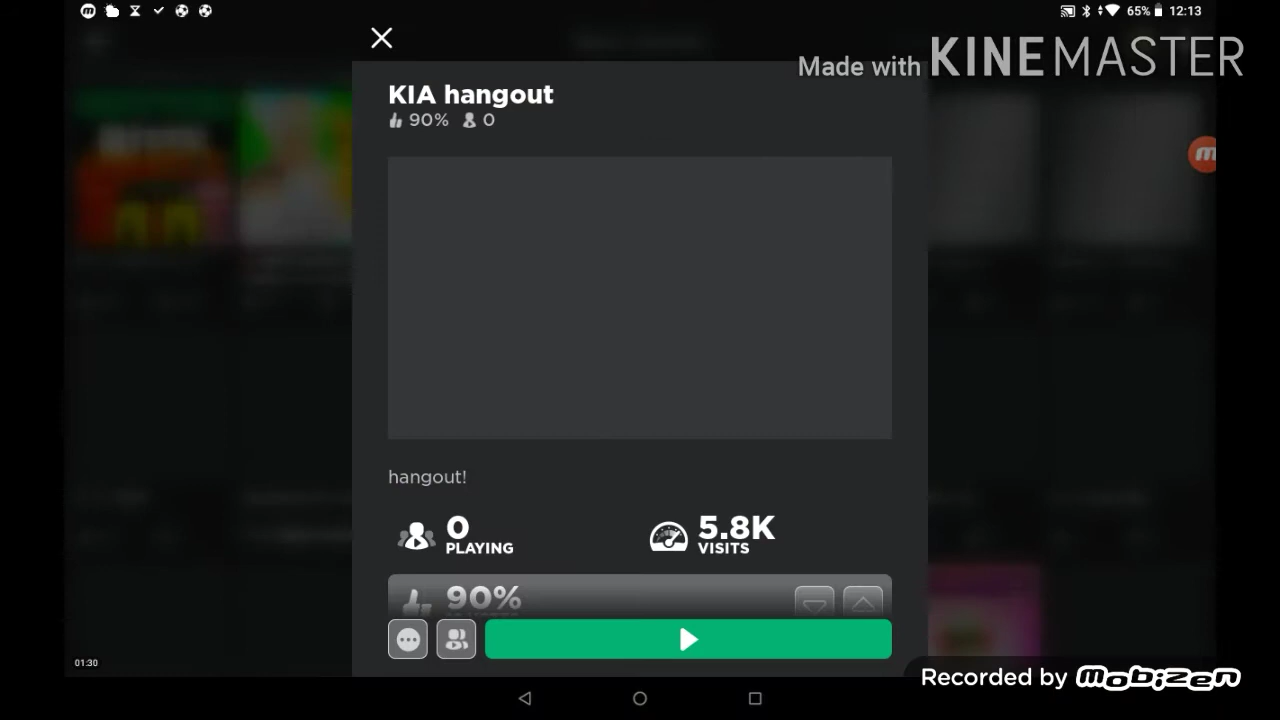 65% 12:13
Made with KINEMASTER
KIA hangout
90% 0
m
hangout!
0
PLAYING
5.8K
VISITS
90%
01:30
Recorded by mobizen